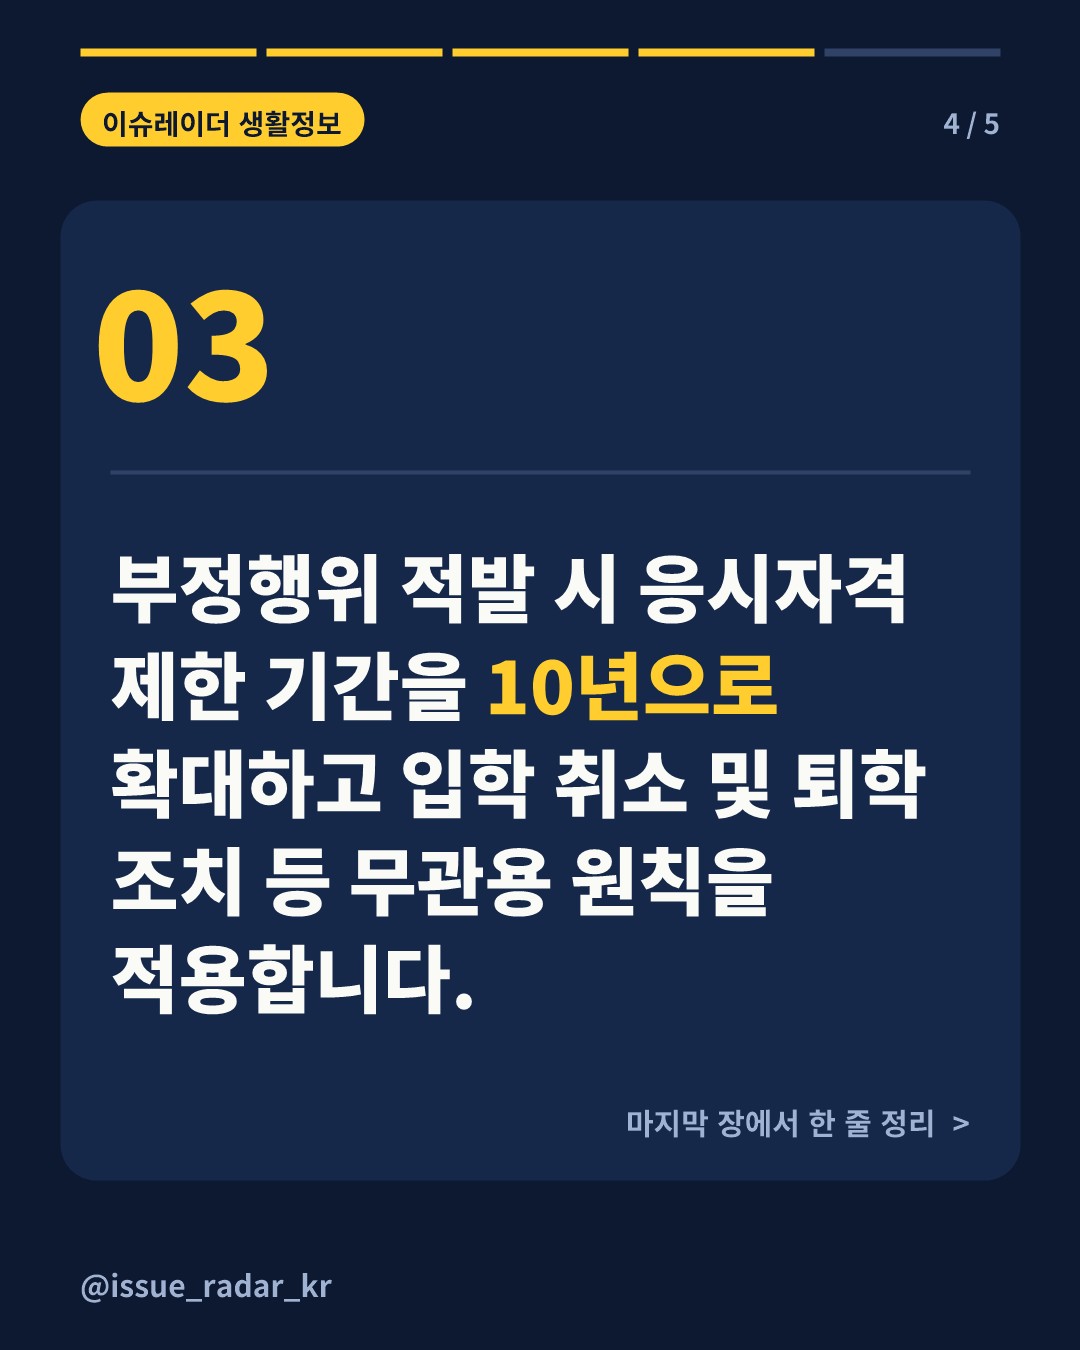 이슈레이더 생활정보
4 / 5
03
부정행위 적발 시 응시자격
제한 기간을 10년으로
확대하고 입학 취소 및 퇴학
조치 등 무관용 원칙을
적용합니다.
마지막 장에서 한 줄 정리 >
@issue_radar_kr